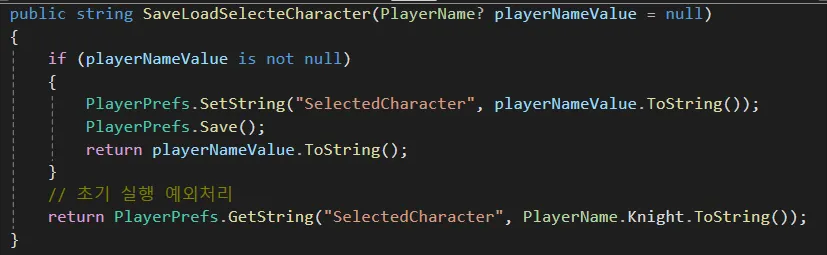 public string SaveLoadSelecteCharacter(PlayerName? playerNameValue = null)
{
    if (playerNameValue is not null)
    {
        PlayerPrefs.SetString("SelectedCharacter", playerNameValue.ToString());
        PlayerPrefs.Save();
        return playerNameValue.ToString();
    }
    // 초기 실행 예외처리
    return PlayerPrefs.GetString("SelectedCharacter", PlayerName.Knight.ToString());
}